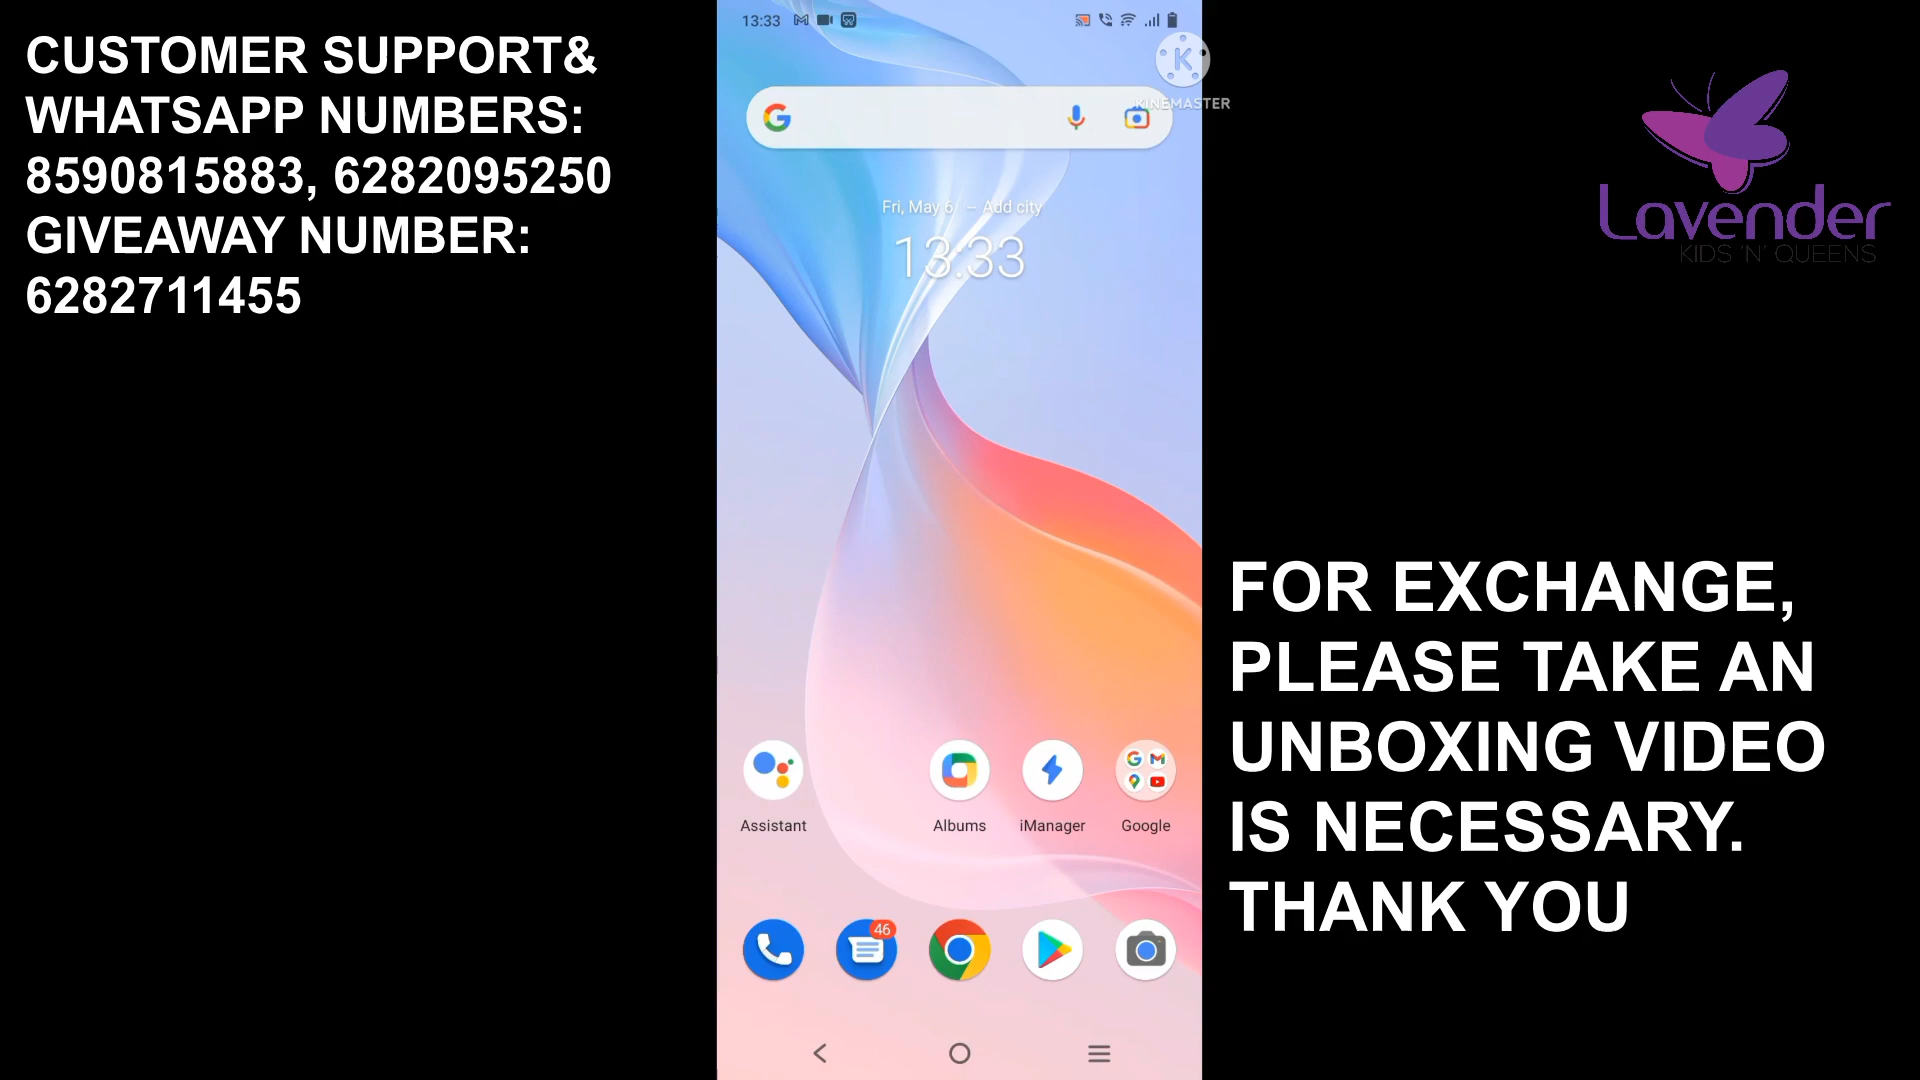 CUSTOMER SUPPORT&
WHATSAPP NUMBERS:
8590815883, 6282095250
GIVEAWAY NUMBER:
6282711455
13:33
KINEMASTER
Fri, May 6 – Add city
13:33
Lavender
KIDS 'N' QUEENS
FOR EXCHANGE,
PLEASE TAKE AN
UNBOXING VIDEO
IS NECESSARY.
THANK YOU
Assistant
Albums
iManager
Google
46